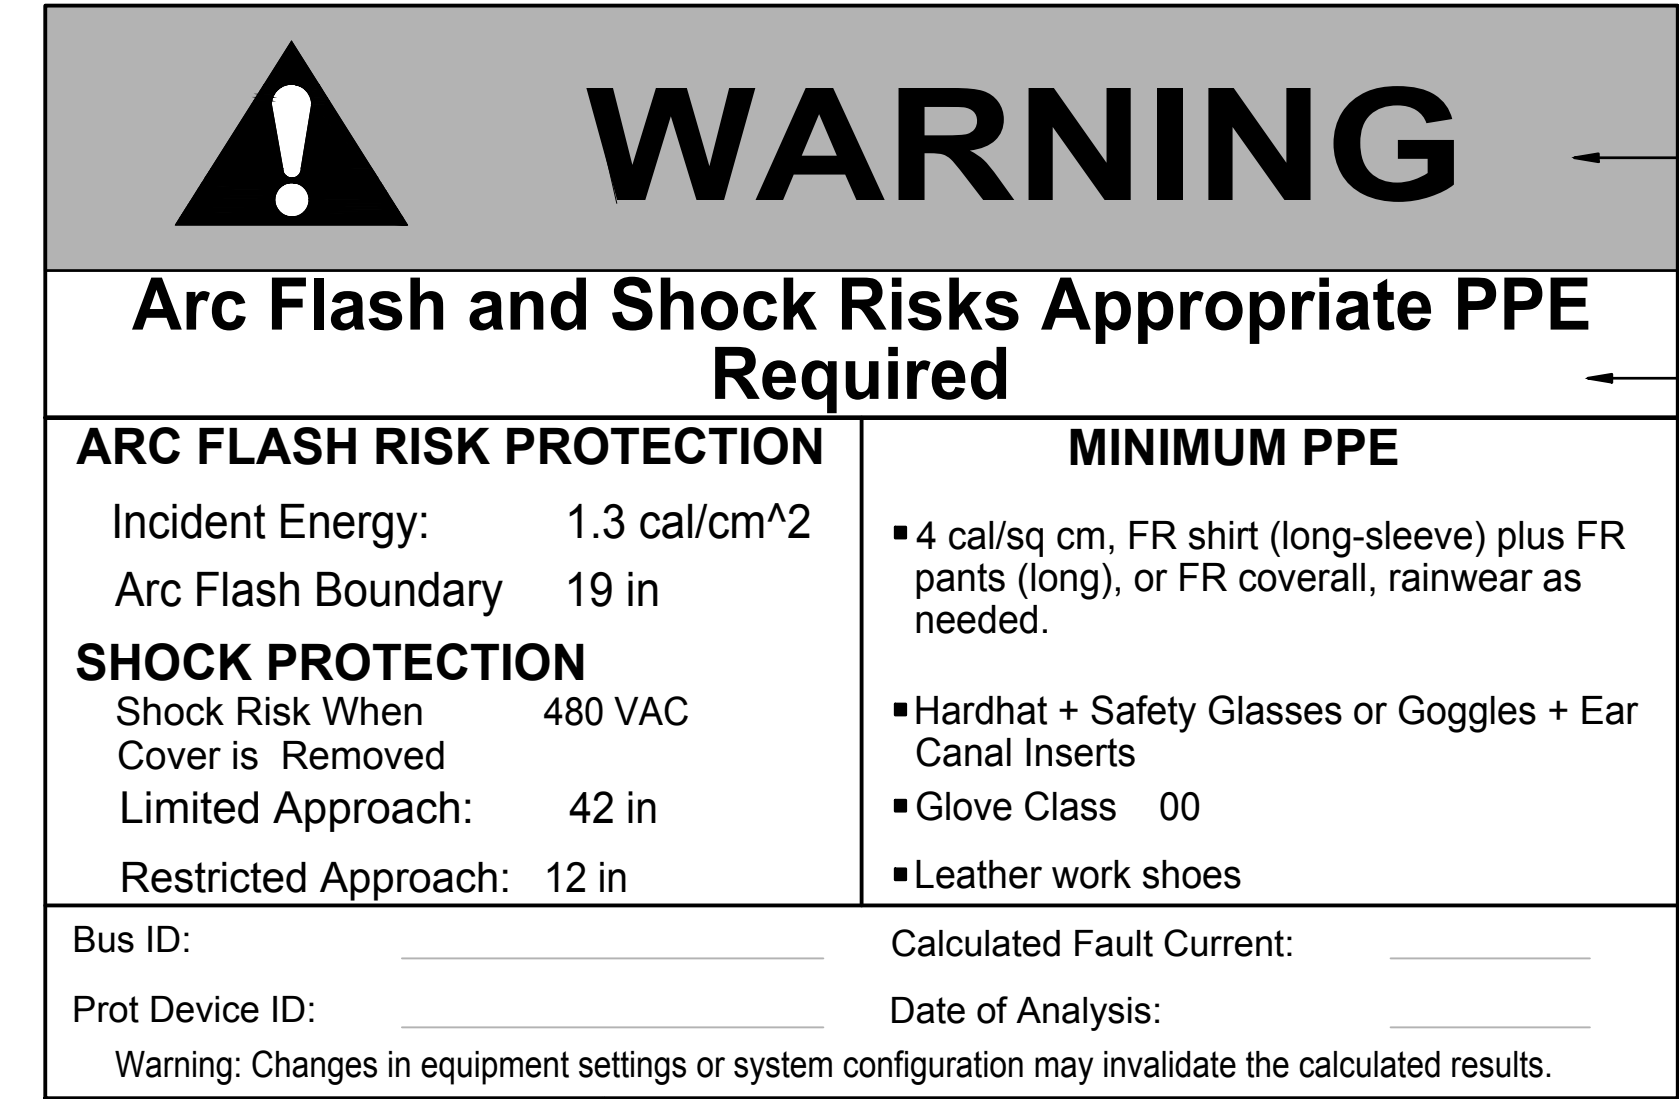 WARNING
Arc Flash and Shock Risks Appropriate PPE
Required
ARC FLASH RISK PROTECTION
Incident Energy: 1.3 cal/cm^2
Arc Flash Boundary 19 in
SHOCK PROTECTION
Shock Risk When 480 VAC
Cover is Removed
Limited Approach: 42 in
Restricted Approach: 12 in
MINIMUM PPE
▪ 4 cal/sq cm, FR shirt (long-sleeve) plus FR
pants (long), or FR coverall, rainwear as
needed.
▪ Hardhat + Safety Glasses or Goggles + Ear
Canal Inserts
▪ Glove Class 00
▪ Leather work shoes
Bus ID:
Prot Device ID:
Calculated Fault Current:
Date of Analysis:
Warning: Changes in equipment settings or system configuration may invalidate the calculated results.